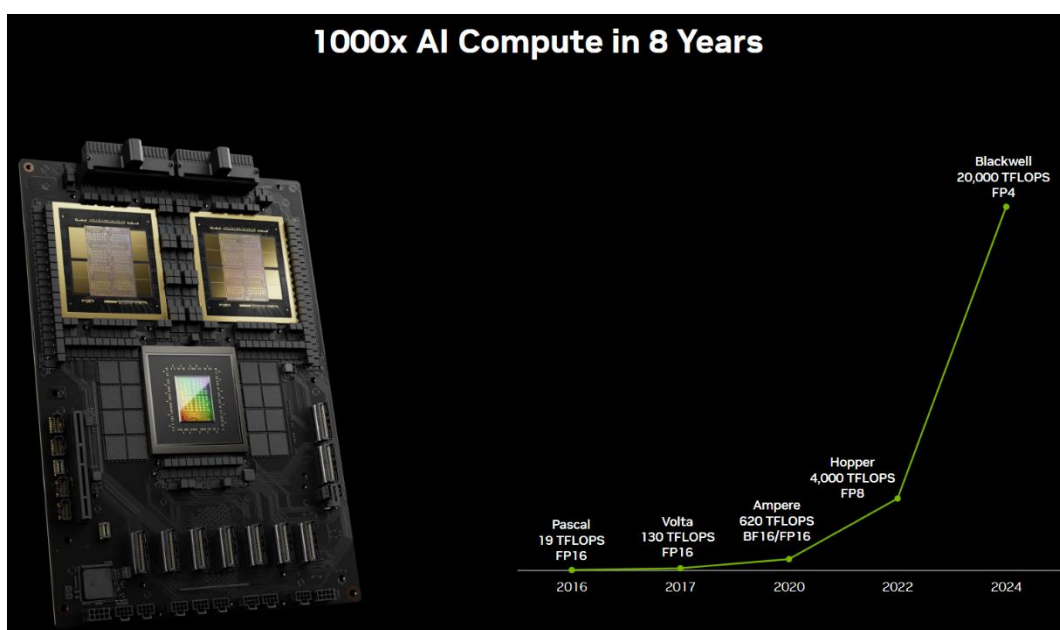 1000x AI Compute in 8 Years
Blackwell
20,000 TFLOPS
FP4
Hopper
4,000 TFLOPS
FP8
Ampere
620 TFLOPS
BF16/FP16
Volta
130 TFLOPS
FP16
Pascal
19 TFLOPS
FP16
2016
2017
2020
2022
2024